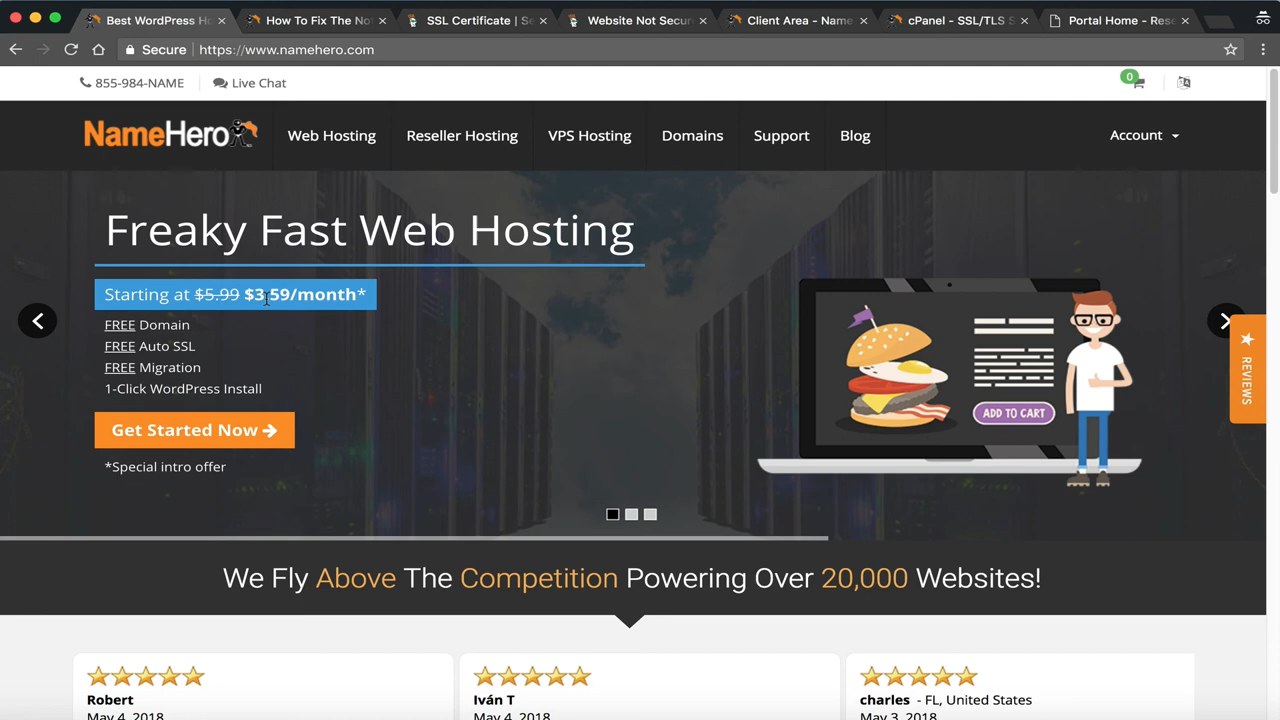 Best WordPress Ho
How To Fix The Not
SSL Certificate | Se
Website Not Secur
Client Area - Name
cPanel - SSL/TLS S
Portal Home - Rese
Secure
https://www.namehero.com
855-984-NAME
Live Chat
0
NameHero
Web Hosting
Reseller Hosting
VPS Hosting
Domains
Support
Blog
Account
Freaky Fast Web Hosting
Starting at $5.99 $3.59/month*
FREE Domain
FREE Auto SSL
FREE Migration
1-Click WordPress Install
Get Started Now
*Special intro offer
ADD TO CART
REVIEWS
We Fly Above The Competition Powering Over 20,000 Websites!
Robert
May 4, 2018
Iván T
May 4, 2018
charles - FL, United States
May 3, 2018